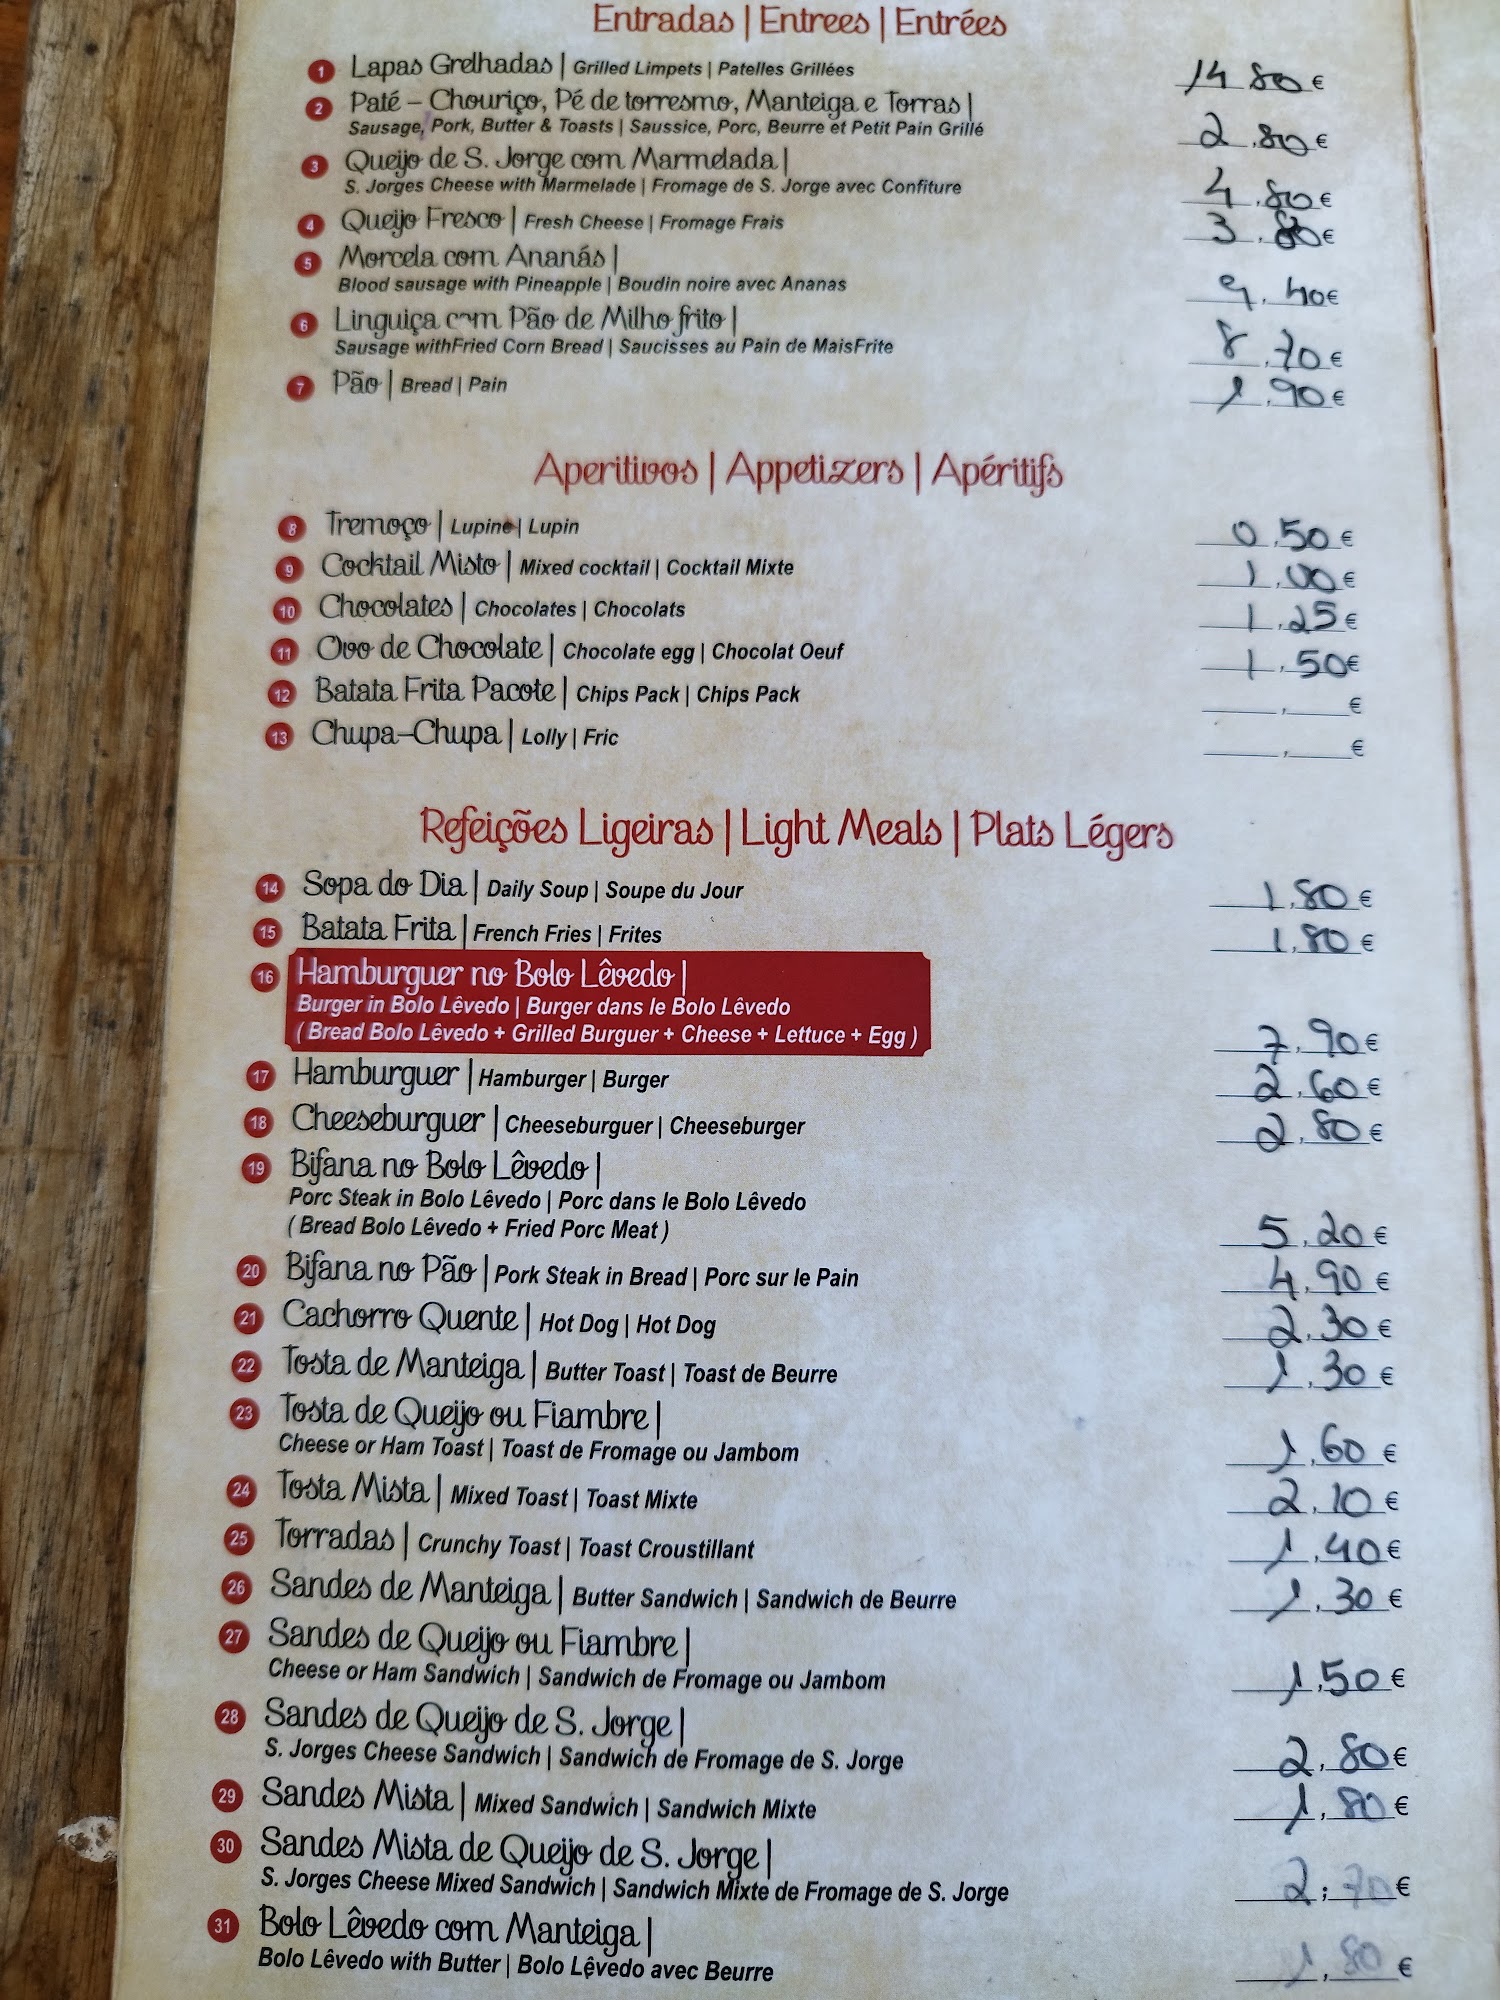 Entradas | Entrees | Entrées
1 Lapas Grelhadas | Grilled Limpets | Patelles Grillées 14 80 €
2 Paté - Chouriço, Pé de torresmo, Manteiga e Torras |
Sausage, Pork, Butter & Toasts | Saussice, Porc, Beurre et Petit Pain Grillé 2.80 €
3 Queijo de S. Jorge com Marmelada |
S. Jorges Cheese with Marmelade | Fromage de S. Jorge avec Confiture 4.80 €
4 Queijo Fresco | Fresh Cheese | Fromage Frais 3.80 €
5 Morcela com Ananás |
Blood sausage with Pineapple | Boudin noire avec Ananas 9.40 €
6 Linguiça com Pão de Milho frito |
Sausage withFried Corn Bread | Saucisses au Pain de MaisFrite 8.70 €
7 Pão | Bread | Pain 1.90 €
Aperitivos | Appetizers | Apéritifs
8 Tremoço | Lupine | Lupin 0.50 €
9 Cocktail Misto | Mixed cocktail | Cocktail Mixte 1.00 €
10 Chocolates | Chocolates | Chocolats 1.25 €
11 Ovo de Chocolate | Chocolate egg | Chocolat Oeuf 1.50 €
12 Batata Frita Pacote | Chips Pack | Chips Pack ___,___ €
13 Chupa-Chupa | Lolly | Fric ___,___ €
Refeições Ligeiras | Light Meals | Plats Légers
14 Sopa do Dia | Daily Soup | Soupe du Jour 1.80 €
15 Batata Frita | French Fries | Frites 1.80 €
16 Hamburguer no Bolo Lêvedo |
Burger in Bolo Lêvedo | Burger dans le Bolo Lêvedo
( Bread Bolo Lêvedo + Grilled Burguer + Cheese + Lettuce + Egg ) 7.90 €
17 Hamburguer | Hamburger | Burger 2.60 €
18 Cheeseburguer | Cheeseburguer | Cheeseburger 2.80 €
19 Bifana no Bolo Lêvedo |
Porc Steak in Bolo Lêvedo | Porc dans le Bolo Lêvedo
( Bread Bolo Lêvedo + Fried Porc Meat ) 5.20 €
20 Bifana no Pão | Pork Steak in Bread | Porc sur le Pain 4.90 €
21 Cachorro Quente | Hot Dog | Hot Dog 2.30 €
22 Tosta de Manteiga | Butter Toast | Toast de Beurre 1.30 €
23 Tosta de Queijo ou Fiambre |
Cheese or Ham Toast | Toast de Fromage ou Jambom 1.60 €
24 Tosta Mista | Mixed Toast | Toast Mixte 2.10 €
25 Torradas | Crunchy Toast | Toast Croustillant 1.40 €
26 Sandes de Manteiga | Butter Sandwich | Sandwich de Beurre 1.30 €
27 Sandes de Queijo ou Fiambre |
Cheese or Ham Sandwich | Sandwich de Fromage ou Jambom 1.50 €
28 Sandes de Queijo de S. Jorge |
S. Jorges Cheese Sandwich | Sandwich de Fromage de S. Jorge 2.80 €
29 Sandes Mista | Mixed Sandwich | Sandwich Mixte 1.80 €
30 Sandes Mista de Queijo de S. Jorge |
S. Jorges Cheese Mixed Sandwich | Sandwich Mixte de Fromage de S. Jorge 2.70 €
31 Bolo Lêvedo com Manteiga |
Bolo Lêvedo with Butter | Bolo Lêvedo avec Beurre 1.80 €